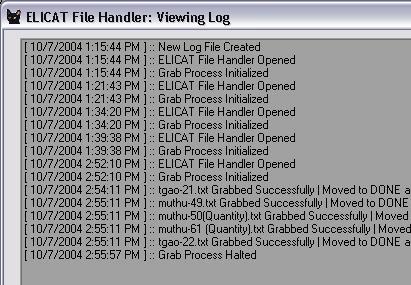 ELICAT File Handler: Viewing Log
[ 10/7/2004 1:15:44 PM ] :: New Log File Created
[ 10/7/2004 1:15:44 PM ] :: ELICAT File Handler Opened
[ 10/7/2004 1:15:44 PM ] :: Grab Process Initialized
[ 10/7/2004 1:21:43 PM ] :: ELICAT File Handler Opened
[ 10/7/2004 1:21:43 PM ] :: Grab Process Initialized
[ 10/7/2004 1:34:20 PM ] :: ELICAT File Handler Opened
[ 10/7/2004 1:34:20 PM ] :: Grab Process Initialized
[ 10/7/2004 1:39:38 PM ] :: ELICAT File Handler Opened
[ 10/7/2004 1:39:38 PM ] :: Grab Process Initialized
[ 10/7/2004 2:52:10 PM ] :: ELICAT File Handler Opened
[ 10/7/2004 2:52:10 PM ] :: Grab Process Initialized
[ 10/7/2004 2:54:11 PM ] :: tgao-21.txt Grabbed Successfully | Moved to DONE a
[ 10/7/2004 2:55:11 PM ] :: muthu-49.txt Grabbed Successfully | Moved to DONE
[ 10/7/2004 2:55:11 PM ] :: muthu-50(Quantity).txt Grabbed Successfully | Moved
[ 10/7/2004 2:55:11 PM ] :: muthu-61 (Quantity).txt Grabbed Successfully | Move
[ 10/7/2004 2:55:11 PM ] :: tgao-22.txt Grabbed Successfully | Moved to DONE a
[ 10/7/2004 2:55:57 PM ] :: Grab Process Halted